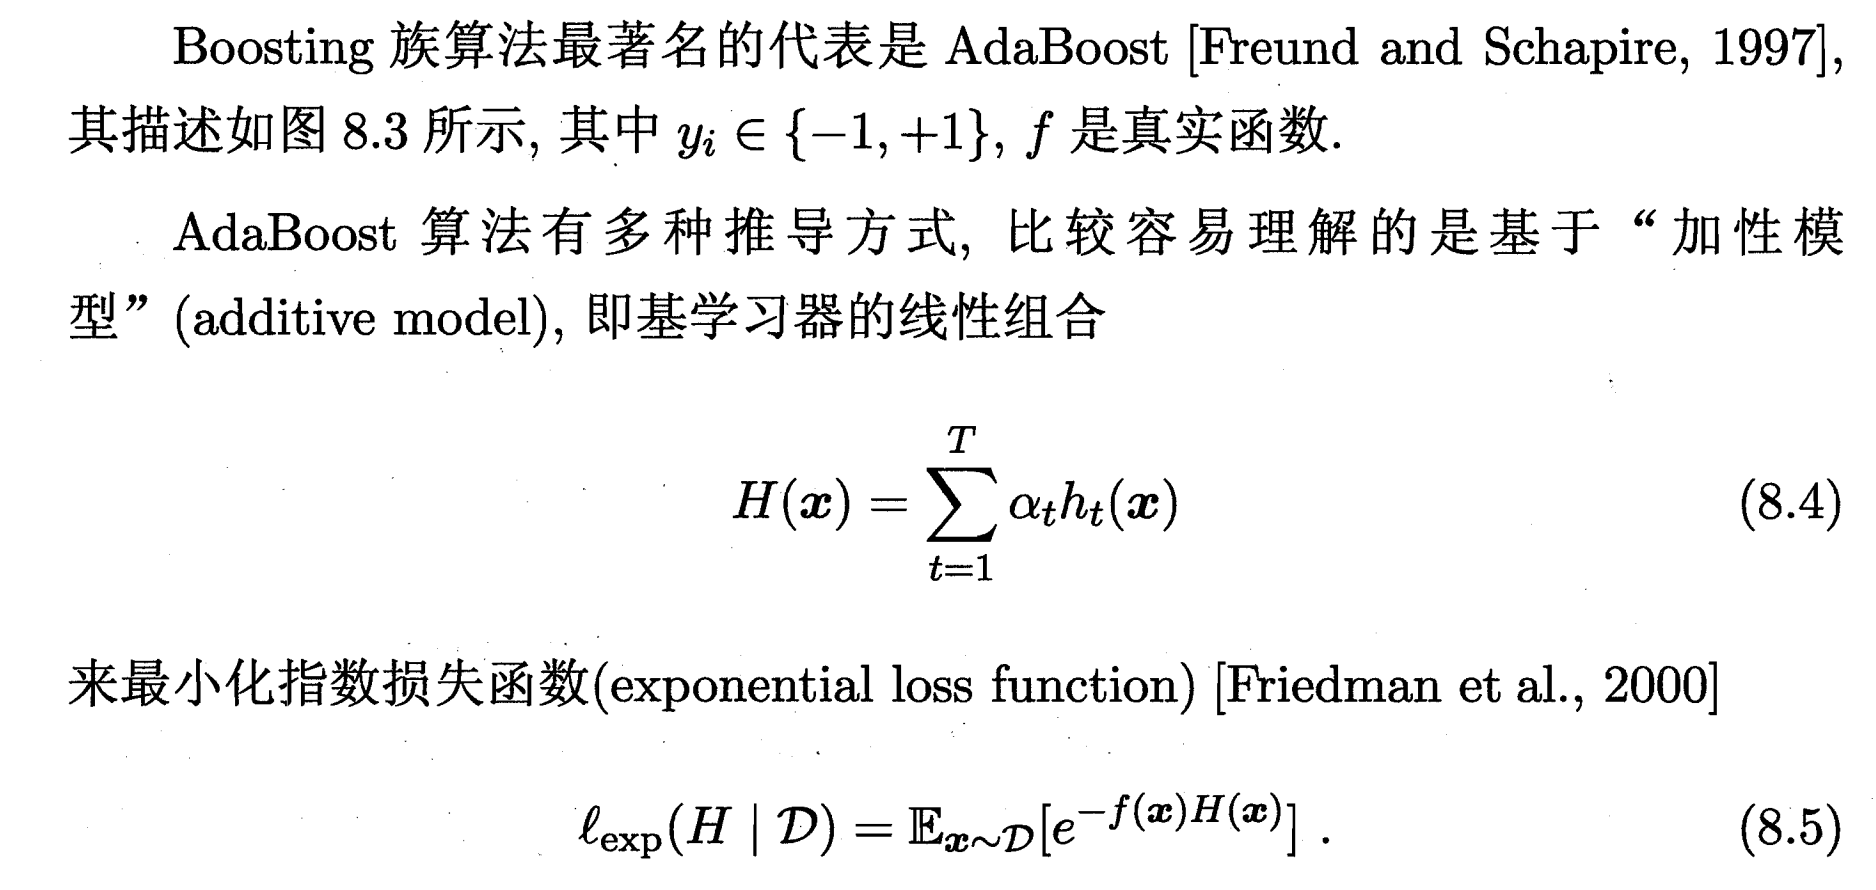 Boosting 族算法最著名的代表是 AdaBoost [Freund and Schapire, 1997],
其描述如图 8.3 所示, 其中 $y_i \in \{-1, +1\}$, $f$ 是真实函数.
AdaBoost 算法有多种推导方式, 比较容易理解的是基于“加性模
型”(additive model), 即基学习器的线性组合
$H(\boldsymbol{x}) = \sum_{t=1}^{T} \alpha_t h_t(\boldsymbol{x})$ (8.4)
来最小化指数损失函数(exponential loss function) [Friedman et al., 2000]
$\ell_{\exp}(H \mid \mathcal{D}) = \mathbb{E}_{\boldsymbol{x} \sim \mathcal{D}}[e^{-f(\boldsymbol{x})H(\boldsymbol{x})}] .$ (8.5)